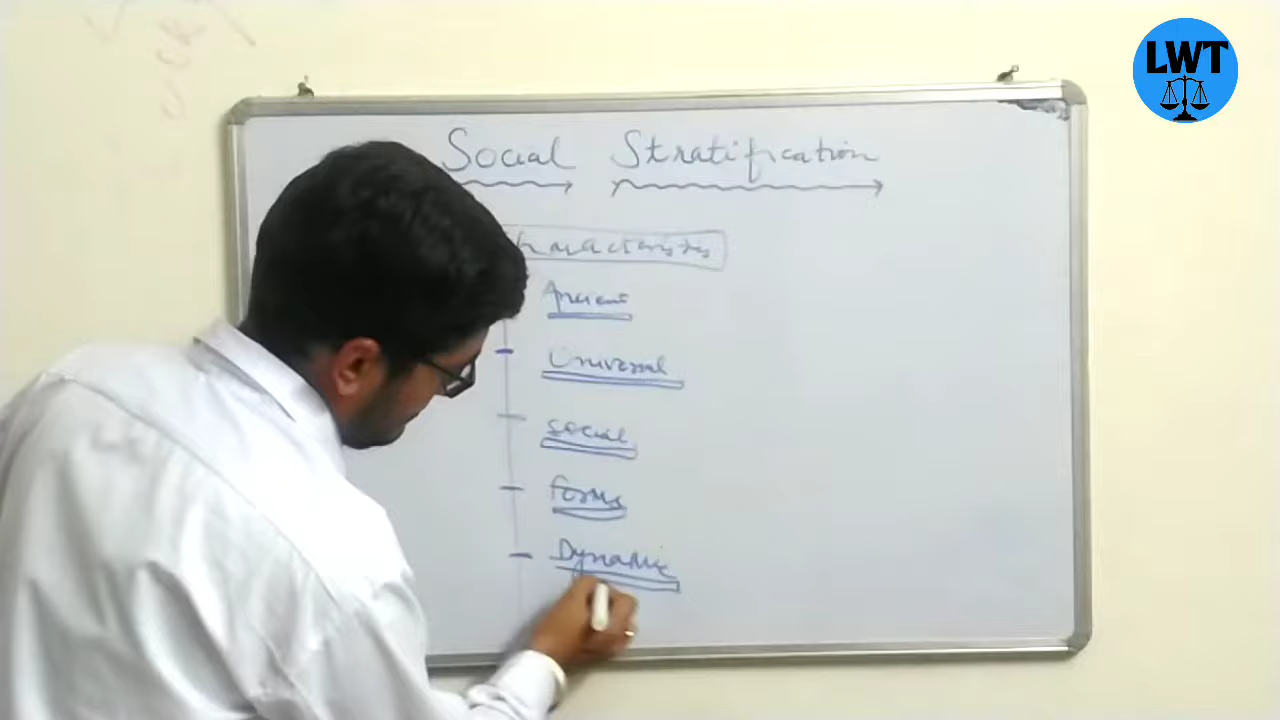 LWT
Social Stratification
Characteristics
Ancient
Universal
Social
Forms
Dynamic